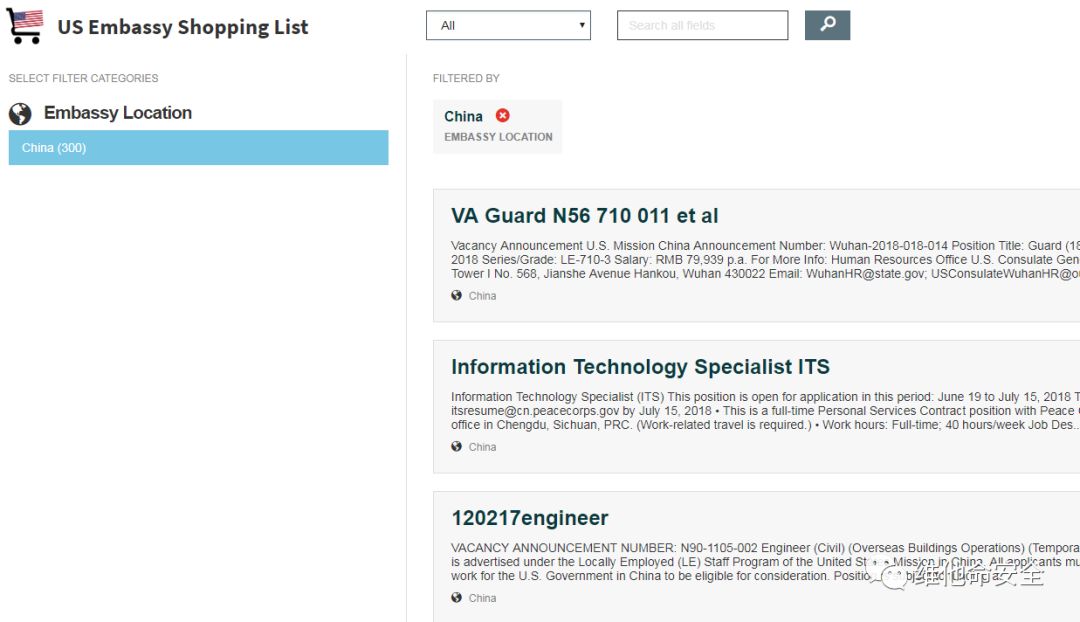 US Embassy Shopping List
All
Search all fields
SELECT FILTER CATEGORIES
Embassy Location
China (300)
FILTERED BY
China
EMBASSY LOCATION
VA Guard N56 710 011 et al
Vacancy Announcement U.S. Mission China Announcement Number: Wuhan-2018-018-014 Position Title: Guard (18
2018 Series/Grade: LE-710-3 Salary: RMB 79,939 p.a. For More Info: Human Resources Office U.S. Consulate Gen
Tower I No. 568, Jianshe Avenue Hankou, Wuhan 430022 Email: WuhanHR@state.gov; USConsulateWuhanHR@ou
China
Information Technology Specialist ITS
Information Technology Specialist (ITS) This position is open for application in this period: June 19 to July 15, 2018 T
itsresume@cn.peacecorps.gov by July 15, 2018 • This is a full-time Personal Services Contract position with Peace
office in Chengdu, Sichuan, PRC. (Work-related travel is required.) • Work hours: Full-time; 40 hours/week Job Des...
China
120217engineer
VACANCY ANNOUNCEMENT NUMBER: N90-1105-002 Engineer (Civil) (Overseas Buildings Operations) (Tempora
is advertised under the Locally Employed (LE) Staff Program of the United States Mission in China. All applicants mu
work for the U.S. Government in China to be eligible for consideration.
China
维他命安全